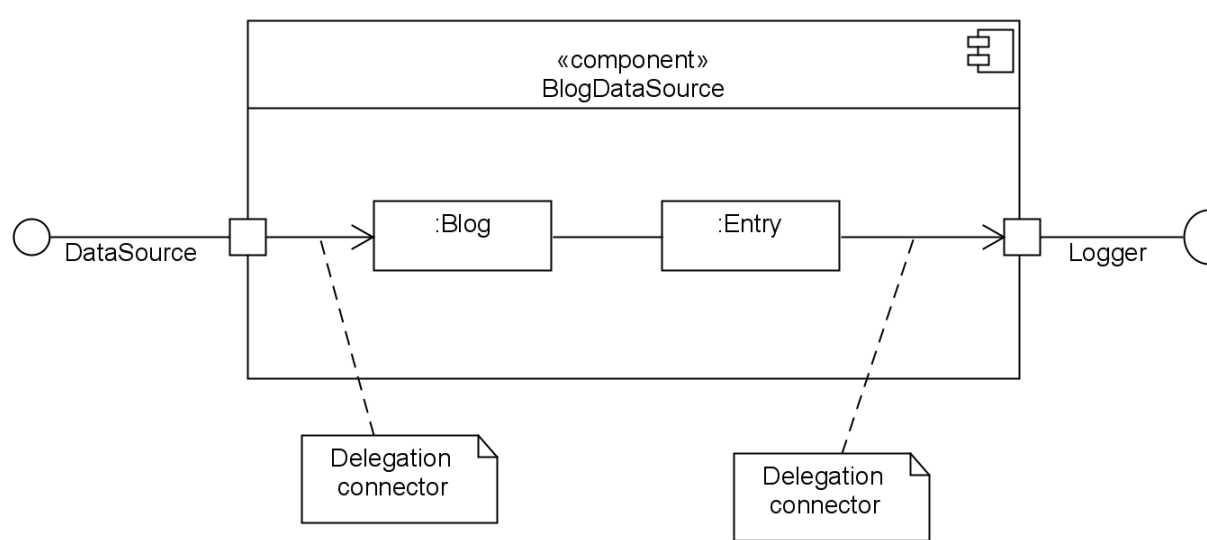 «component»
BlogDataSource
:Blog
:Entry
DataSource
Logger
Delegation
connector
Delegation
connector